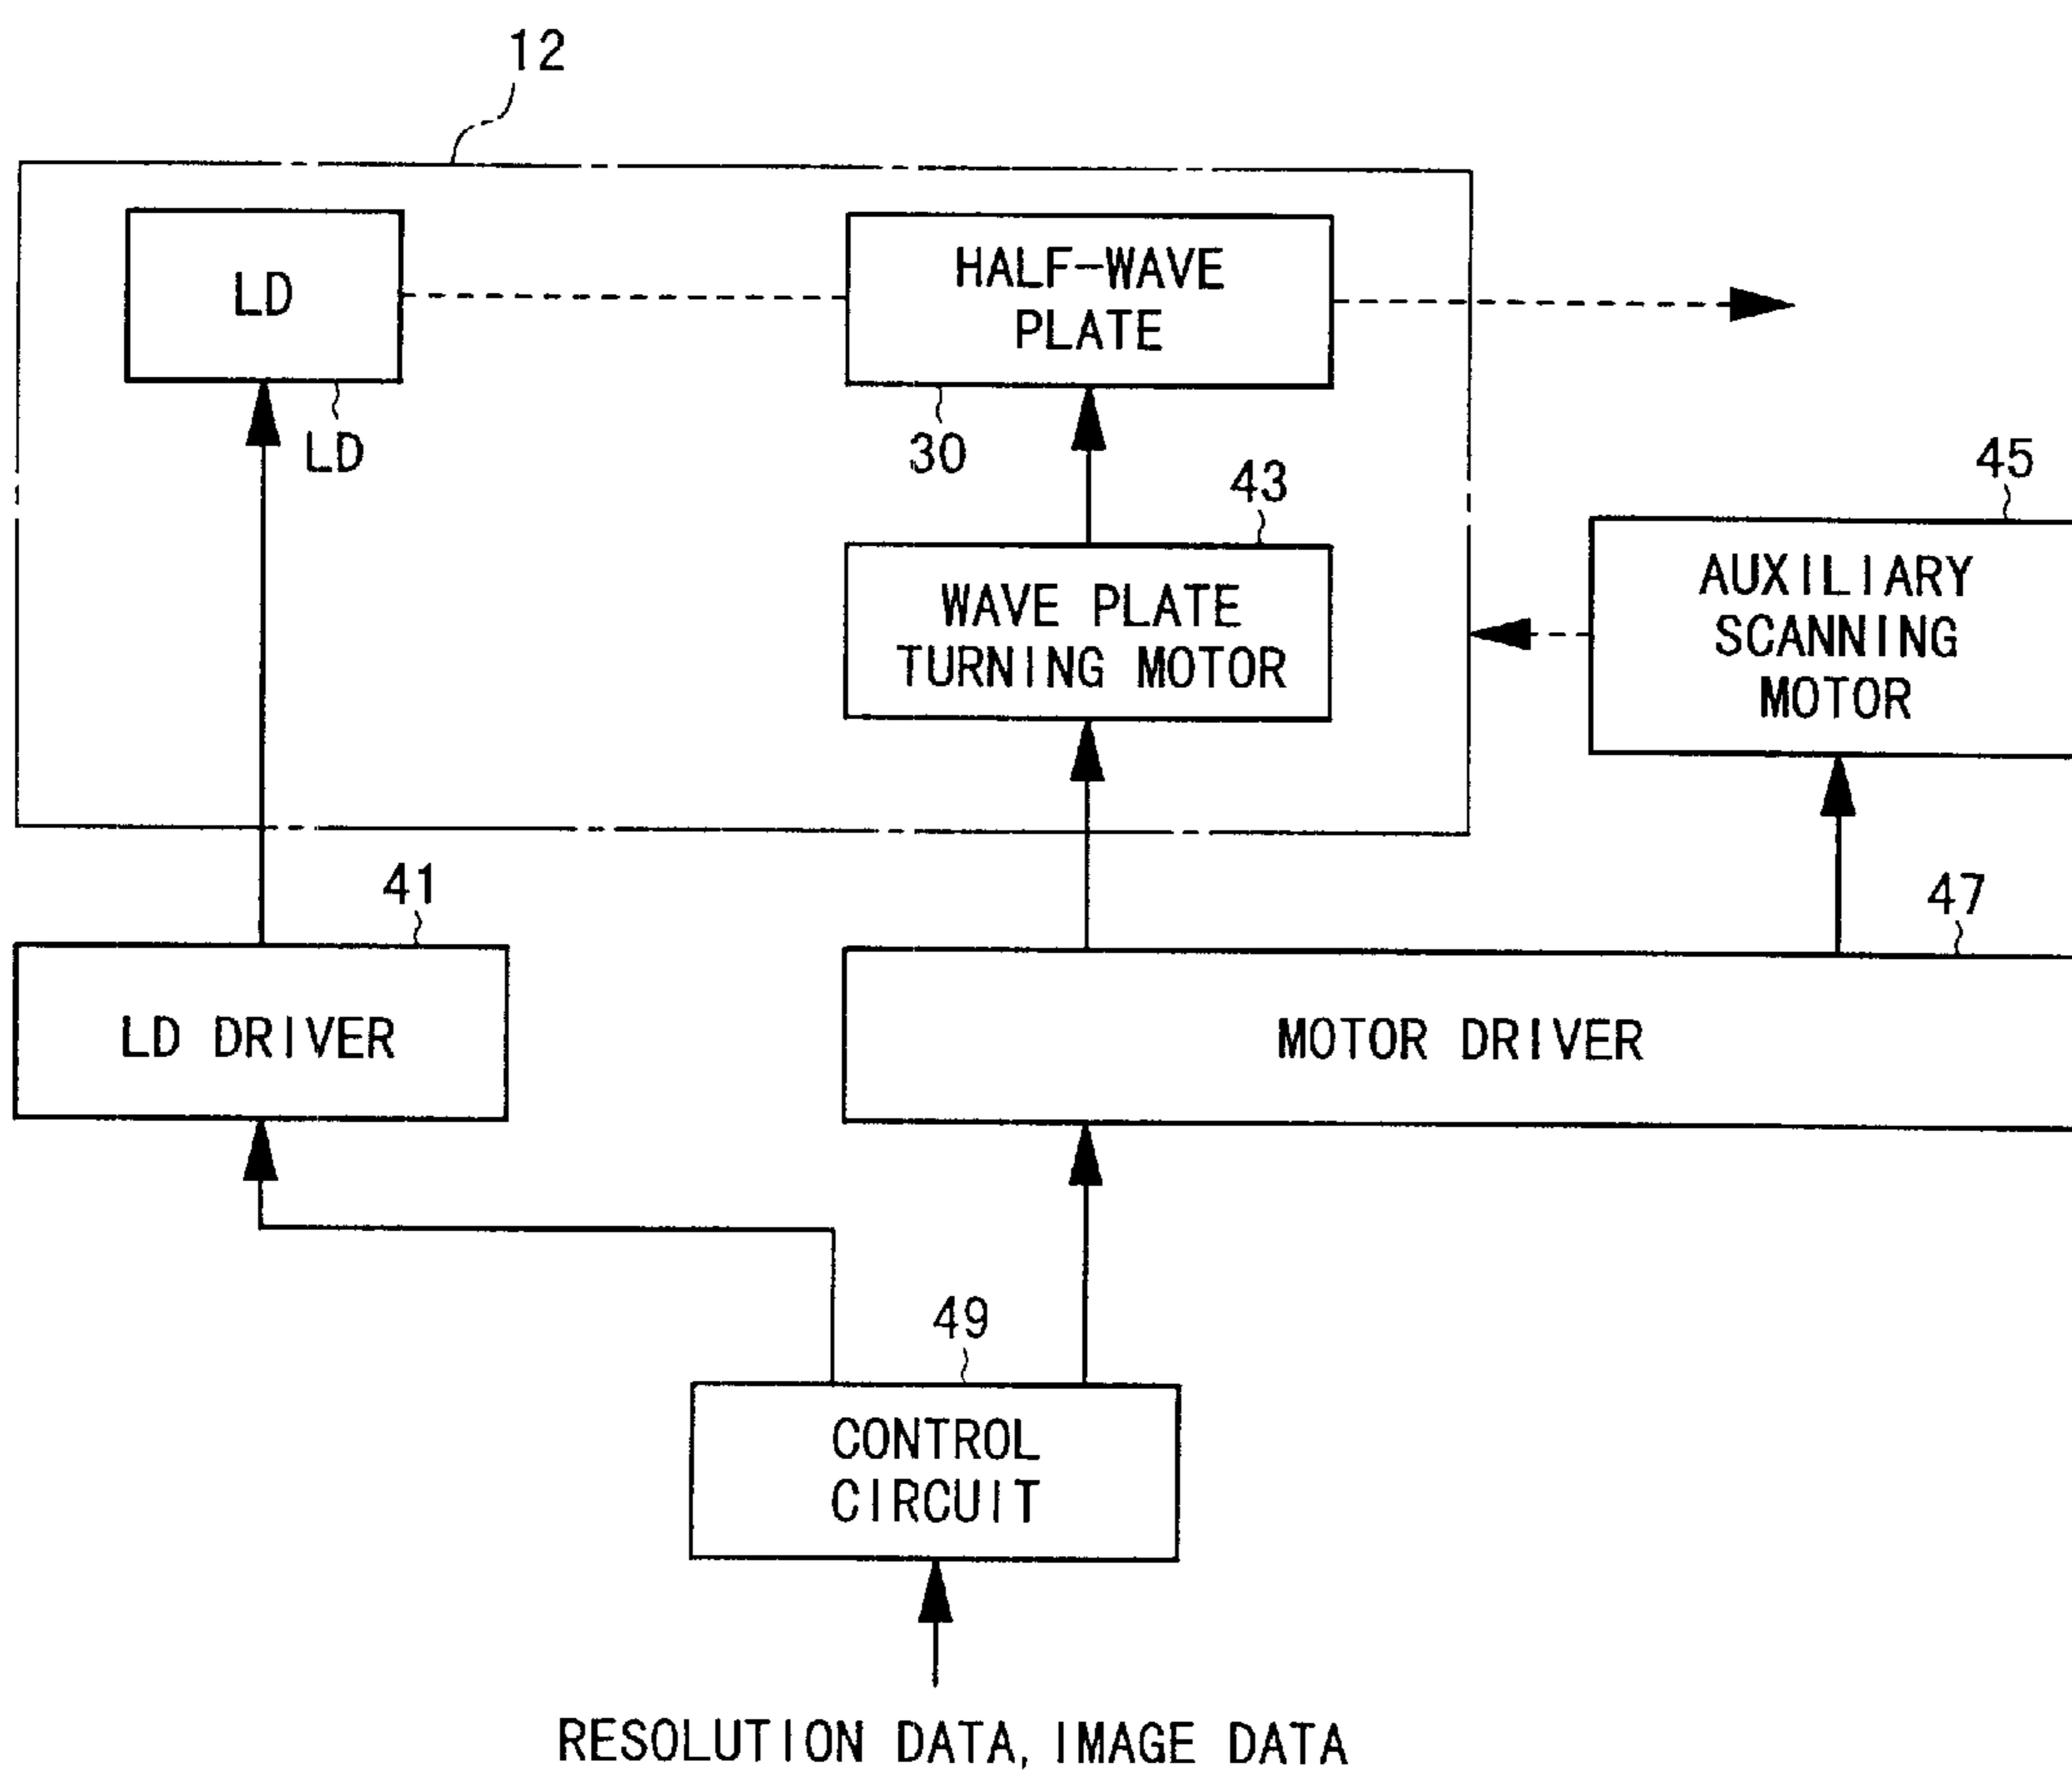 12
LD
HALF-WAVE
PLATE
LD
30
43
45
WAVE PLATE
TURNING MOTOR
AUXILIARY
SCANNING
MOTOR
41
47
LD DRIVER
MOTOR DRIVER
49
CONTROL
CIRCUIT
RESOLUTION DATA, IMAGE DATA